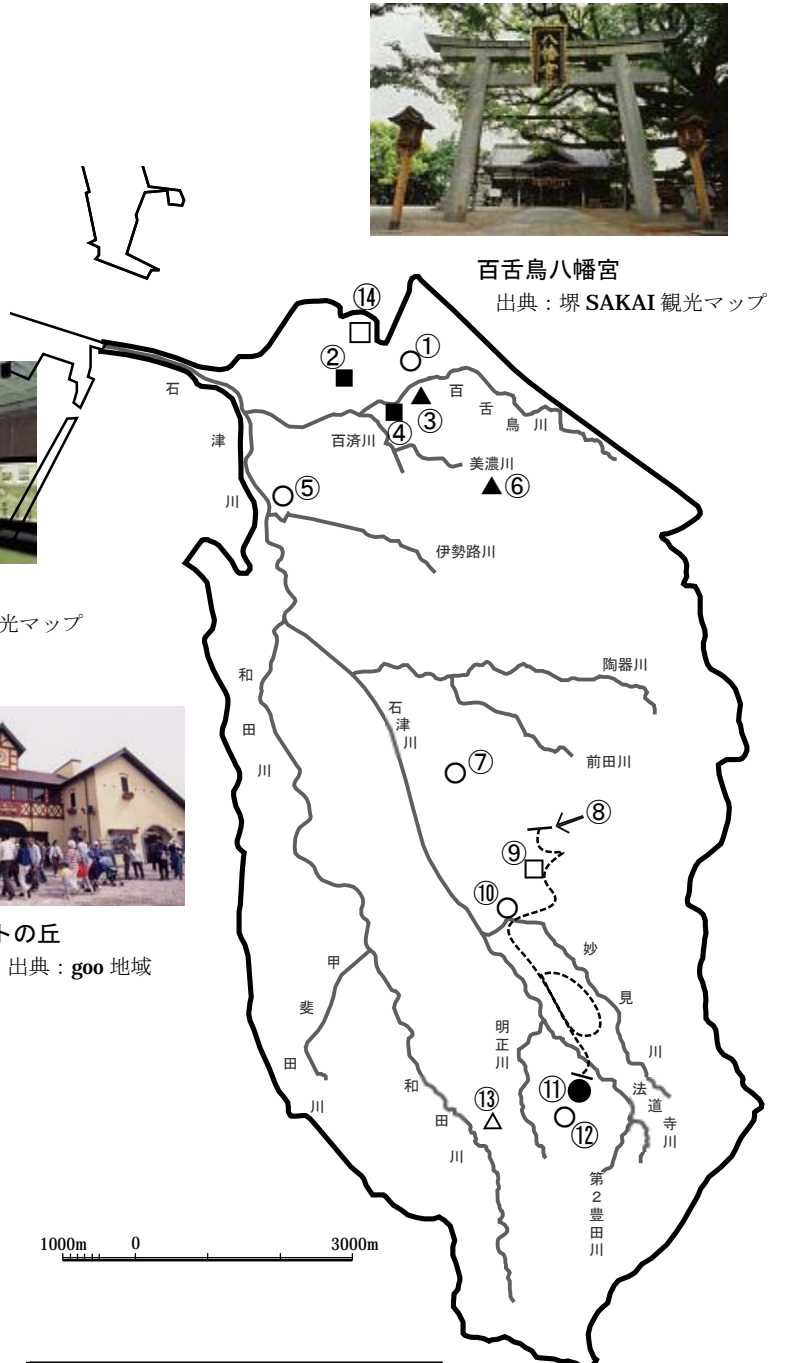 八幡宮
百舌鳥八幡宮
出典：堺 SAKAI 観光マップ
⑭
①
②
③
④
石津川
百舌鳥川
百済川
美濃川
⑤
⑥
伊勢路川
光マップ
陶器川
和田川
石津川
前田川
⑦
⑧
⑨
⑩
トの丘
出典：goo 地域
妙見川
甲斐田川
明正川
⑪
⑫
⑬
法道寺川
和田川
第2豊田川
1000m 0 3000m